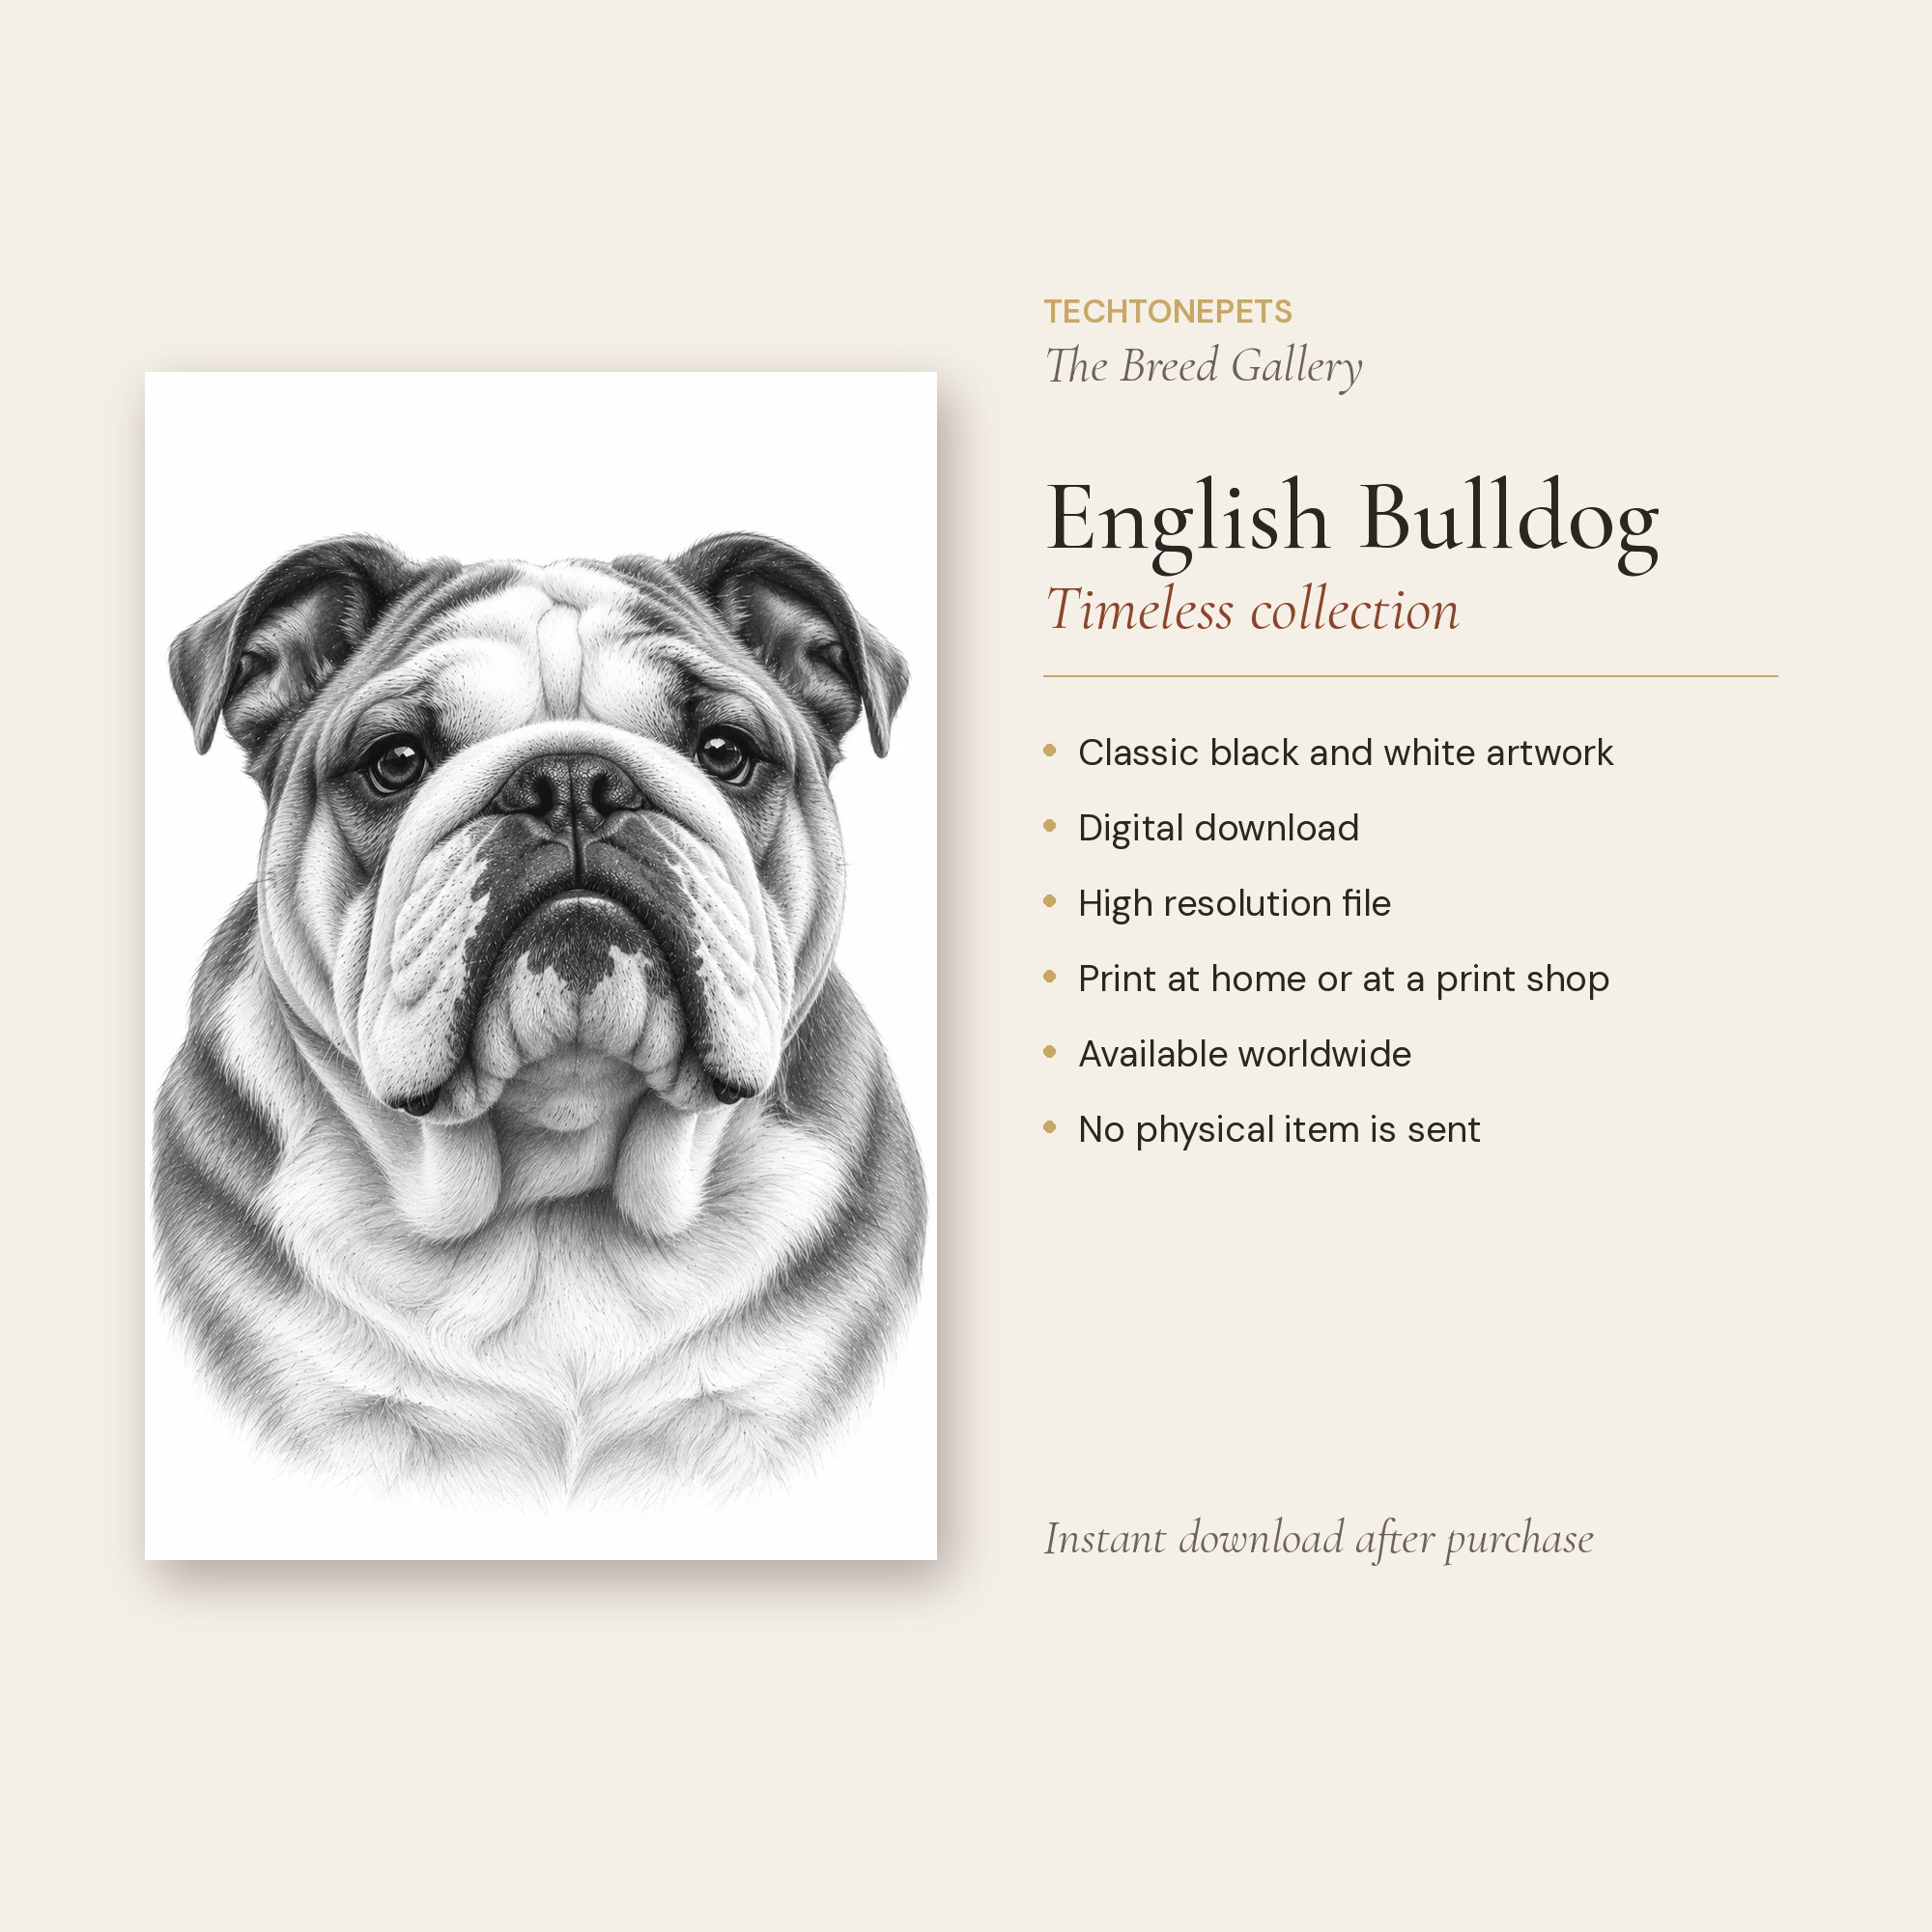 TECHTONEPETS
The Breed Gallery
English Bulldog
Timeless collection
Classic black and white artwork
Digital download
High resolution file
Print at home or at a print shop
Available worldwide
No physical item is sent
Instant download after purchase